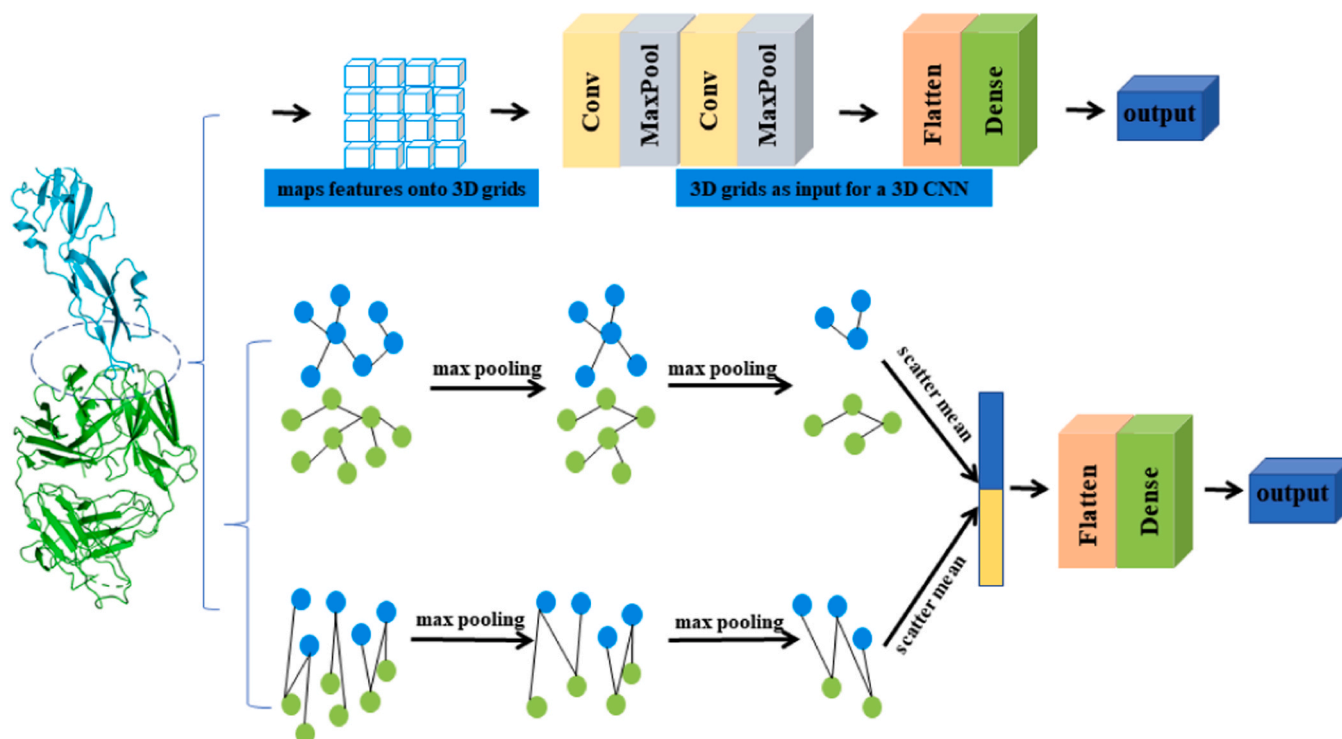 Conv
MaxPool
Conv
MaxPool
Flatten
Dense
output
maps features onto 3D grids
3D grids as input for a 3D CNN
max pooling
max pooling
scatter mean
Flatten
Dense
output
scatter mean
max pooling
max pooling